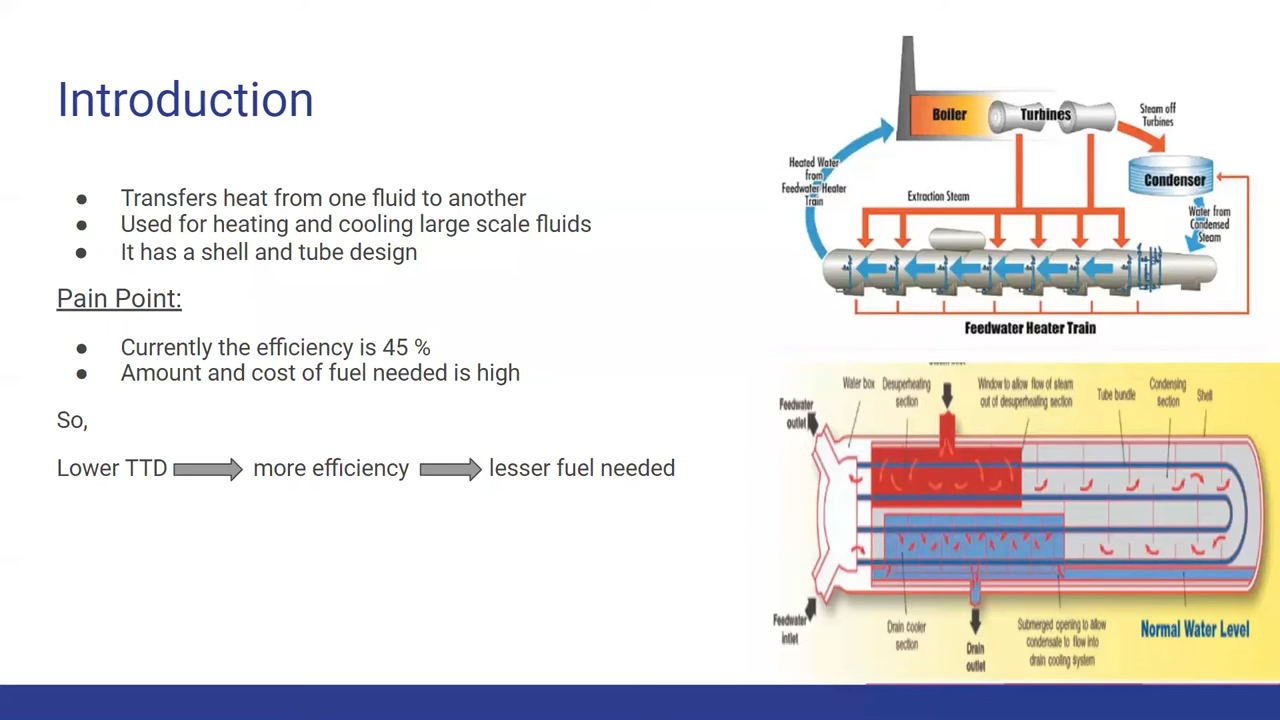 Introduction
● Transfers heat from one fluid to another
● Used for heating and cooling large scale fluids
● It has a shell and tube design
Pain Point:
● Currently the efficiency is 45 %
● Amount and cost of fuel needed is high
So,
Lower TTD
more efficiency
lesser fuel needed
Boiler
Turbines
Steam off
Turbines
Heated Water
from
Feedwater Heater
Train
Condenser
Extraction Steam
Water from
Condensed
Steam
Feedwater Heater Train
Water box
Desuperheating
section
Window to allow flow of steam
out of desuperheating section
Tube bundle
Condensing
section
Shell
Feedwater
outlet
Feedwater
intlet
Drain cooler
section
Drain
outlet
Submerged opening to allow
condensate to flow into
drain cooling system
Normal Water Level